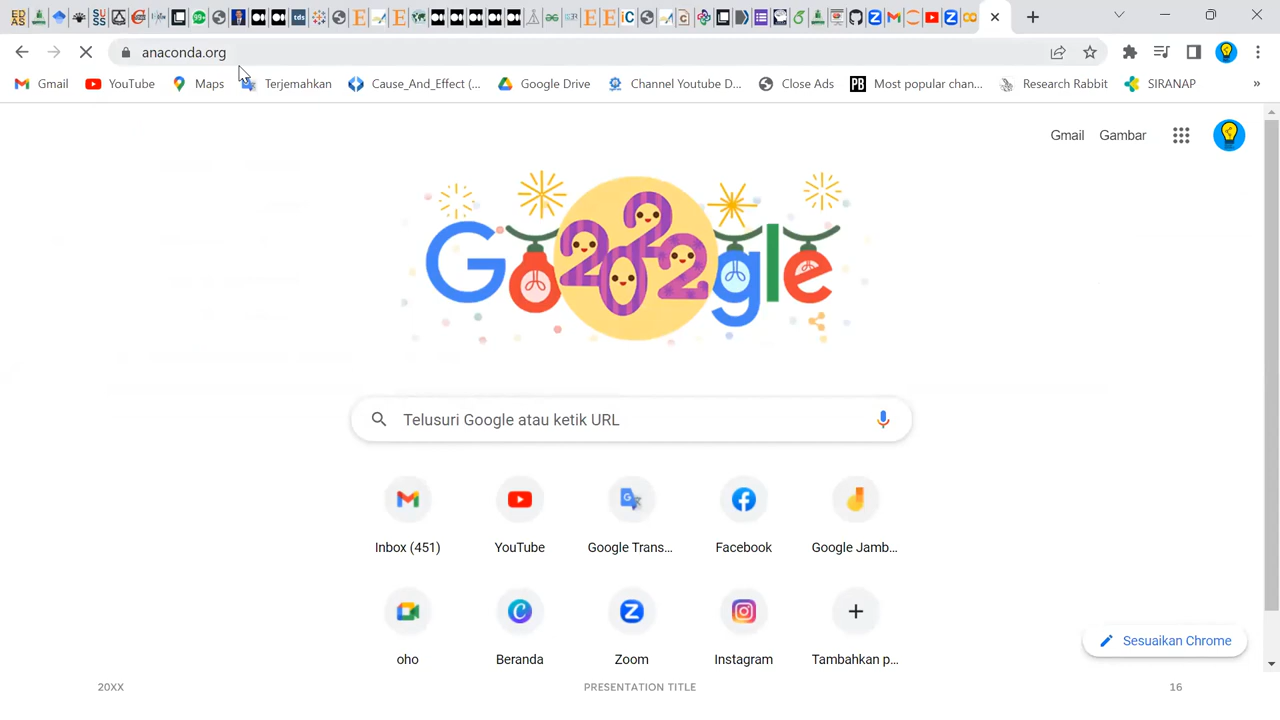 anaconda.org
Gmail YouTube Maps Terjemahkan Cause_And_Effect (... Google Drive Channel Youtube D... Close Ads Most popular chan... Research Rabbit SIRANAP »
Gmail Gambar
Go2022gle
Telusuri Google atau ketik URL
Inbox (451) YouTube Google Trans... Facebook Google Jamb...
oho Beranda Zoom Instagram Tambahkan p...
Sesuaikan Chrome
20XX PRESENTATION TITLE 16